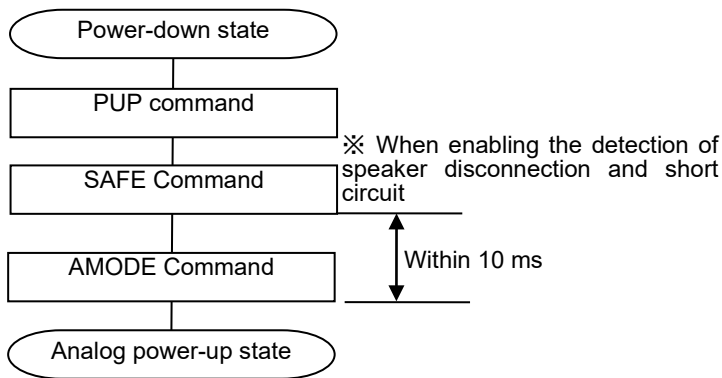 Power-down state
PUP command
※ When enabling the detection of
speaker disconnection and short
circuit
SAFE Command
Within 10 ms
AMODE Command
Analog power-up state